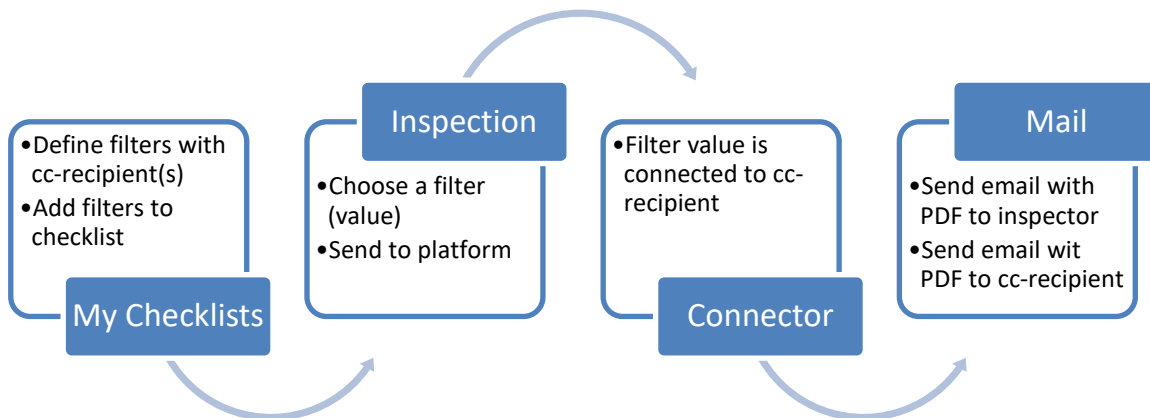 •Define filters with
cc-recipient(s)
•Add filters to
checklist
My Checklists
Inspection
•Choose a filter
(value)
•Send to platform
•Filter value is
connected to cc-
recipient
Connector
Mail
•Send email with
PDF to inspector
•Send email wit
PDF to cc-recipient